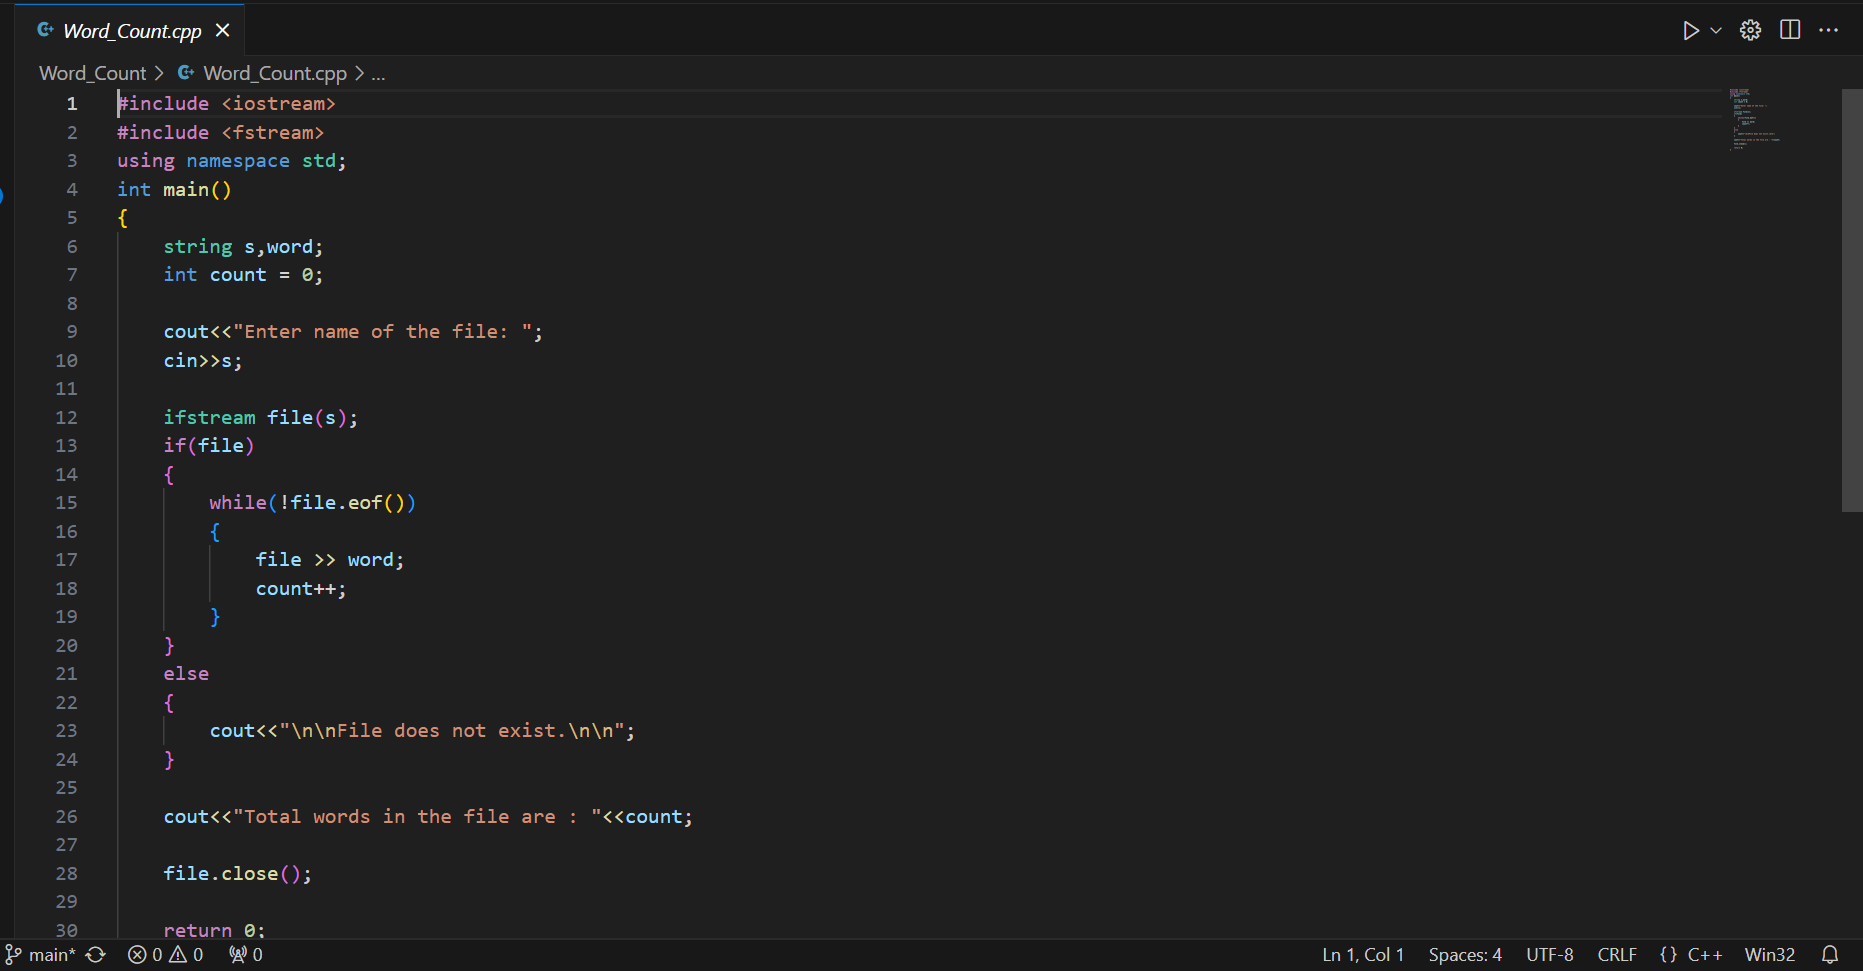 Word_Count.cpp
Word_Count > Word_Count.cpp > ...
1 #include <iostream>
2 #include <fstream>
3 using namespace std;
4 int main()
5 {
6 string s,word;
7 int count = 0;
8
9 cout<<"Enter name of the file: ";
10 cin>>s;
11
12 ifstream file(s);
13 if(file)
14 {
15 while(!file.eof())
16 {
17 file >> word;
18 count++;
19 }
20 }
21 else
22 {
23 cout<<"\n\nFile does not exist.\n\n";
24 }
25
26 cout<<"Total words in the file are : "<<count;
27
28 file.close();
29
30 return 0;
main* 0 0 0 Ln 1, Col 1 Spaces: 4 UTF-8 CRLF {} C++ Win32